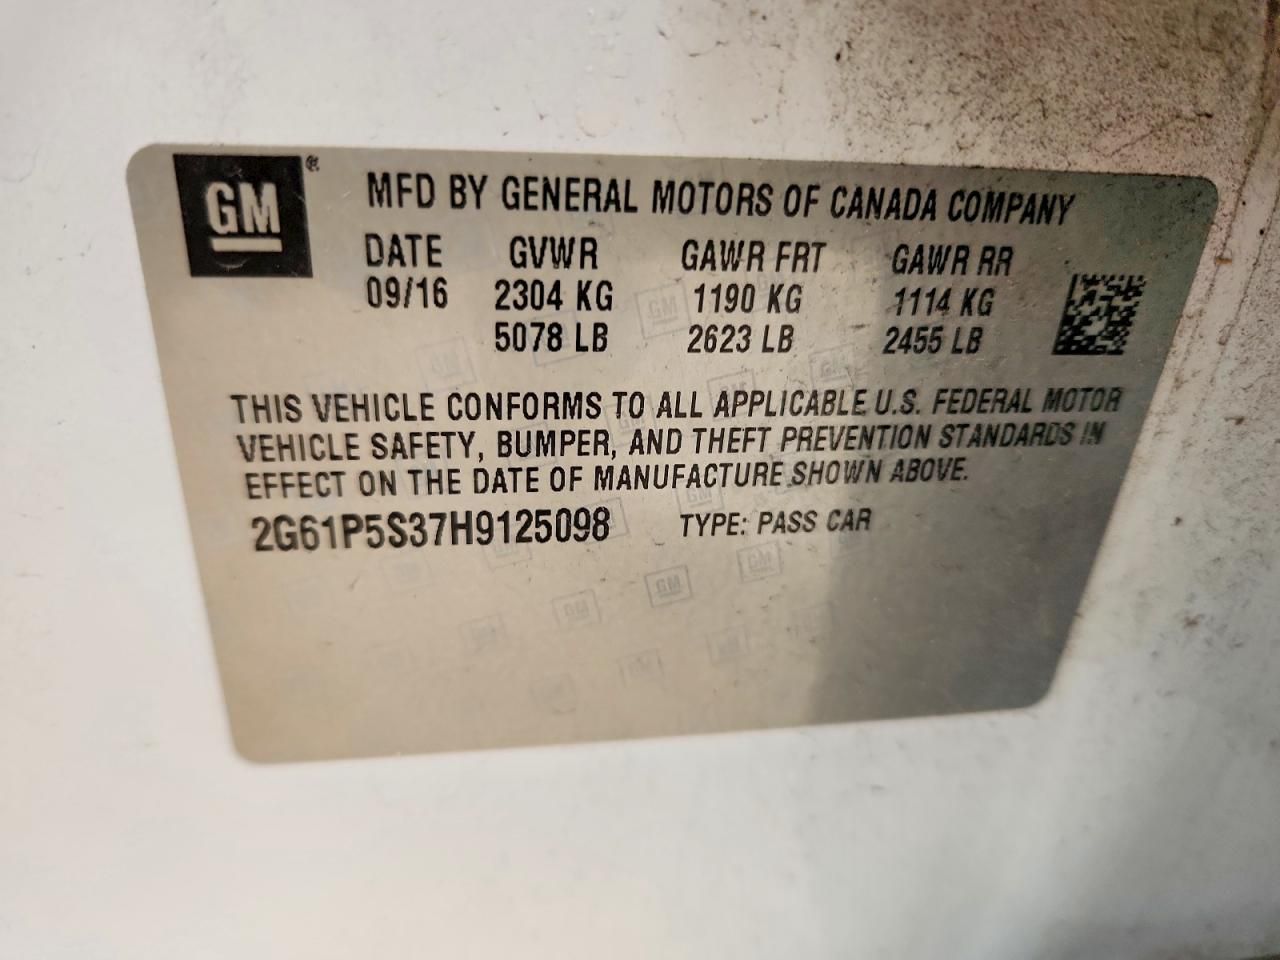 GM®
MFD BY GENERAL MOTORS OF CANADA COMPANY
DATE GVWR GAWR FRT GAWR RR
09/16 2304 KG 1190 KG 1114 KG
5078 LB 2623 LB 2455 LB
THIS VEHICLE CONFORMS TO ALL APPLICABLE U.S. FEDERAL MOTOR
VEHICLE SAFETY, BUMPER, AND THEFT PREVENTION STANDARDS IN
EFFECT ON THE DATE OF MANUFACTURE SHOWN ABOVE.
2G61P5S37H9125098 TYPE: PASS CAR